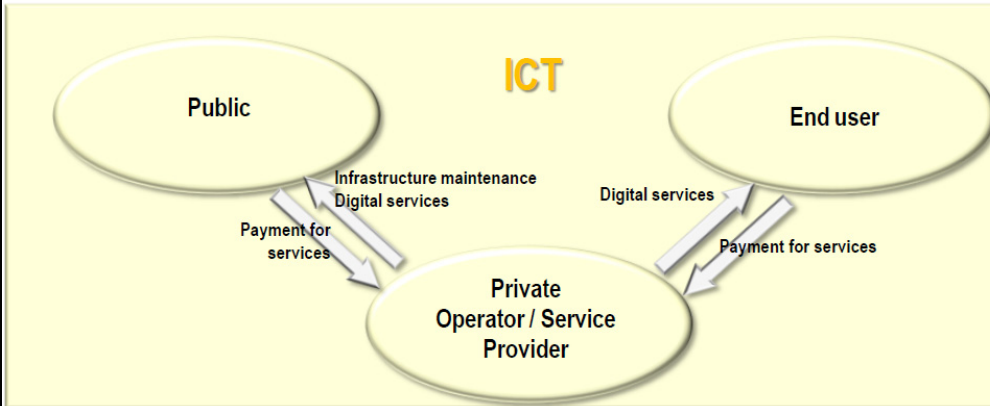 ICT
Public
End user
Infrastructure maintenance
Digital services
Payment for
services
Digital services
Payment for services
Private
Operator / Service
Provider